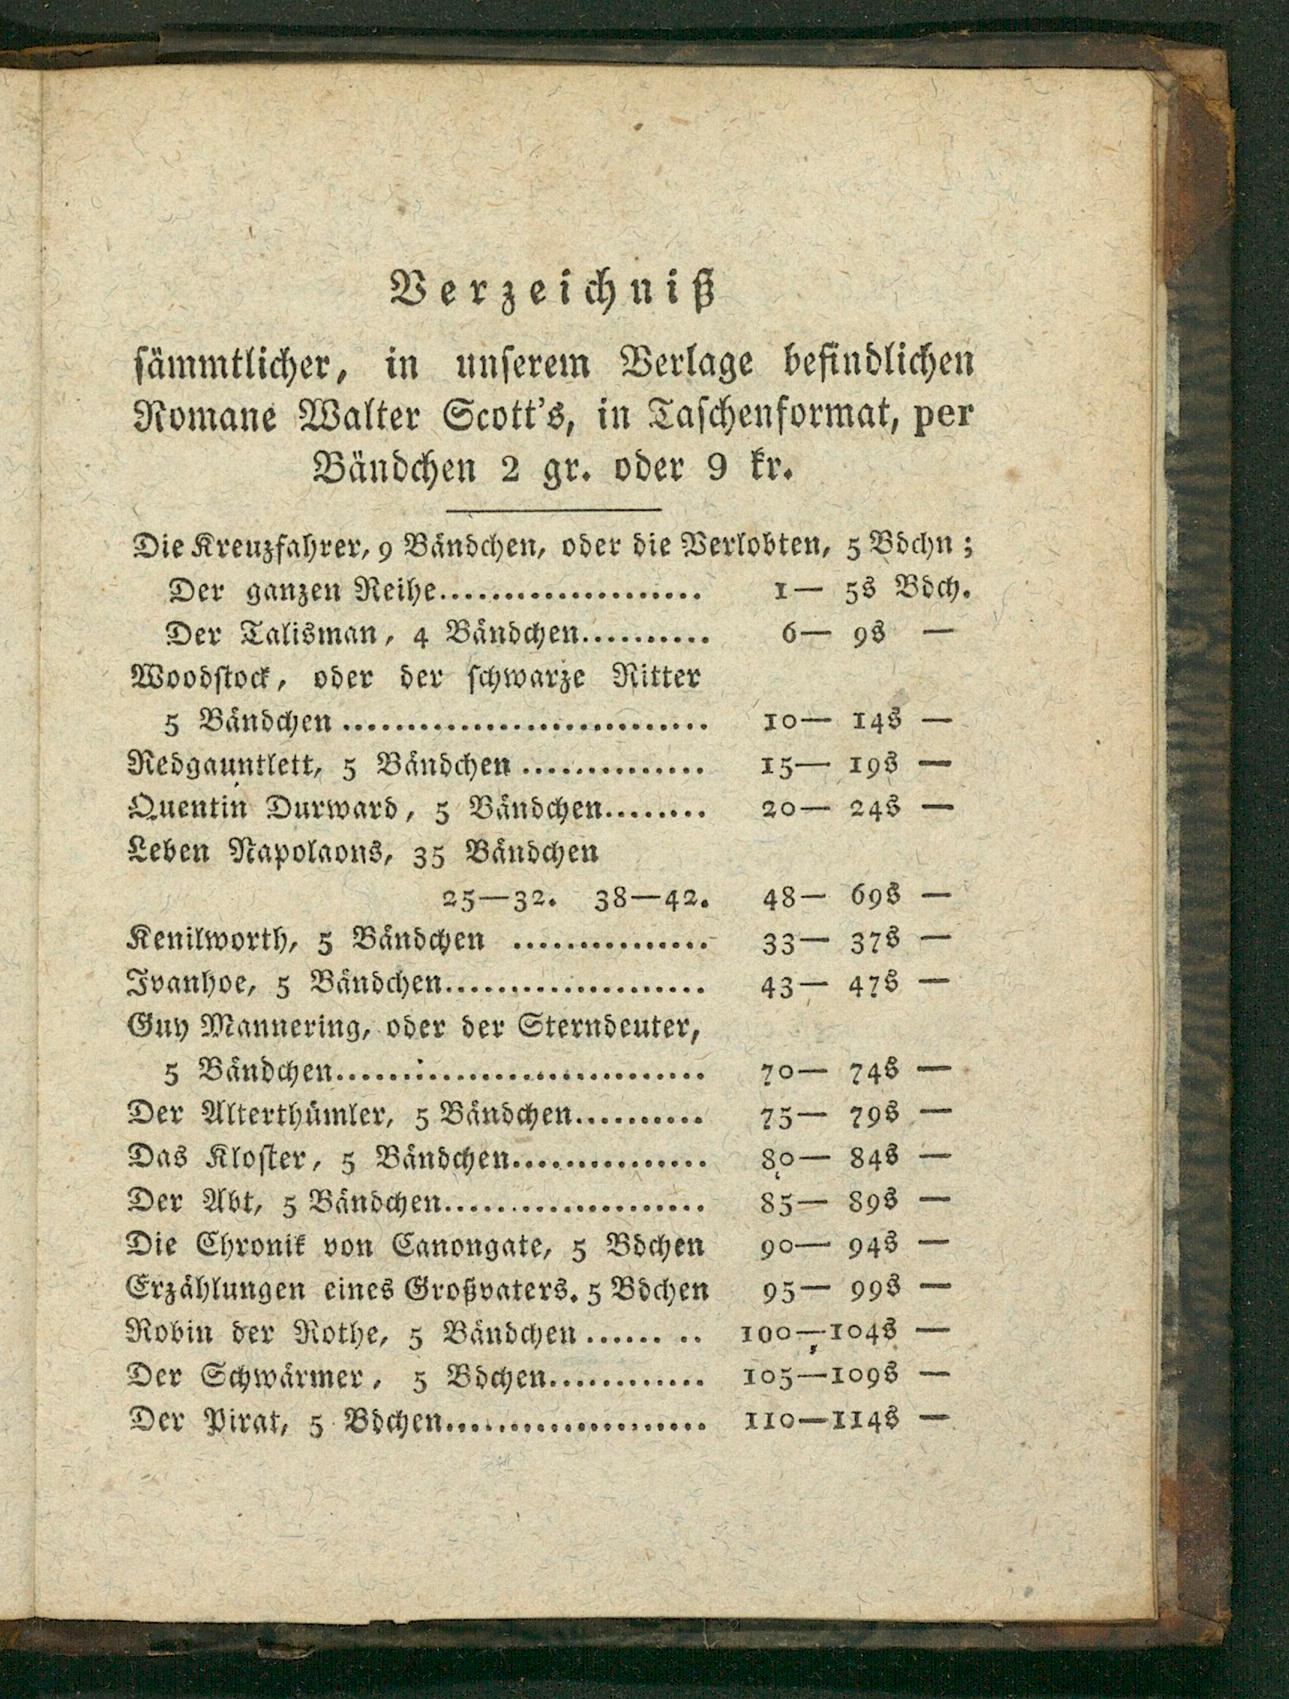 Verzeichniß
sämmtlicher, in unserem Verlage befindlichen
Romane Walter Scott's, in Taschenformat, per
Bändchen 2 gr. oder 9 kr.
Die Kreuzfahrer, 9 Bändchen, oder die Verlobten, 5 Bdchn;
Der ganzen Reihe.................... 1— 5s Bdch.
Der Talisman, 4 Bändchen.......... 6— 9s —
Woodstock, oder der schwarze Ritter
5 Bändchen ............................ 10— 14s —
Redgauntlett, 5 Bändchen .............. 15— 19s —
Quentin Durward, 5 Bändchen........ 20— 24s —
Leben Napolaons, 35 Bändchen
25—32. 38—42. 48— 69s —
Kenilworth, 5 Bändchen ............... 33— 37s —
Ivanhoe, 5 Bändchen.................... 43— 47s —
Guy Mannering, oder der Sterndeuter,
5 Bändchen............................ 70— 74s —
Der Alterthümler, 5 Bändchen.......... 75— 79s —
Das Kloster, 5 Bändchen............... 80— 84s —
Der Abt, 5 Bändchen.................... 85— 89s —
Die Chronik von Canongate, 5 Bdchen 90— 94s —
Erzählungen eines Großvaters. 5 Bdchen 95— 99s —
Robin der Rothe, 5 Bändchen ...... .. 100—104s —
Der Schwärmer, 5 Bdchen............ 105—109s —
Der Pirat, 5 Bdchen.................... 110—114s —